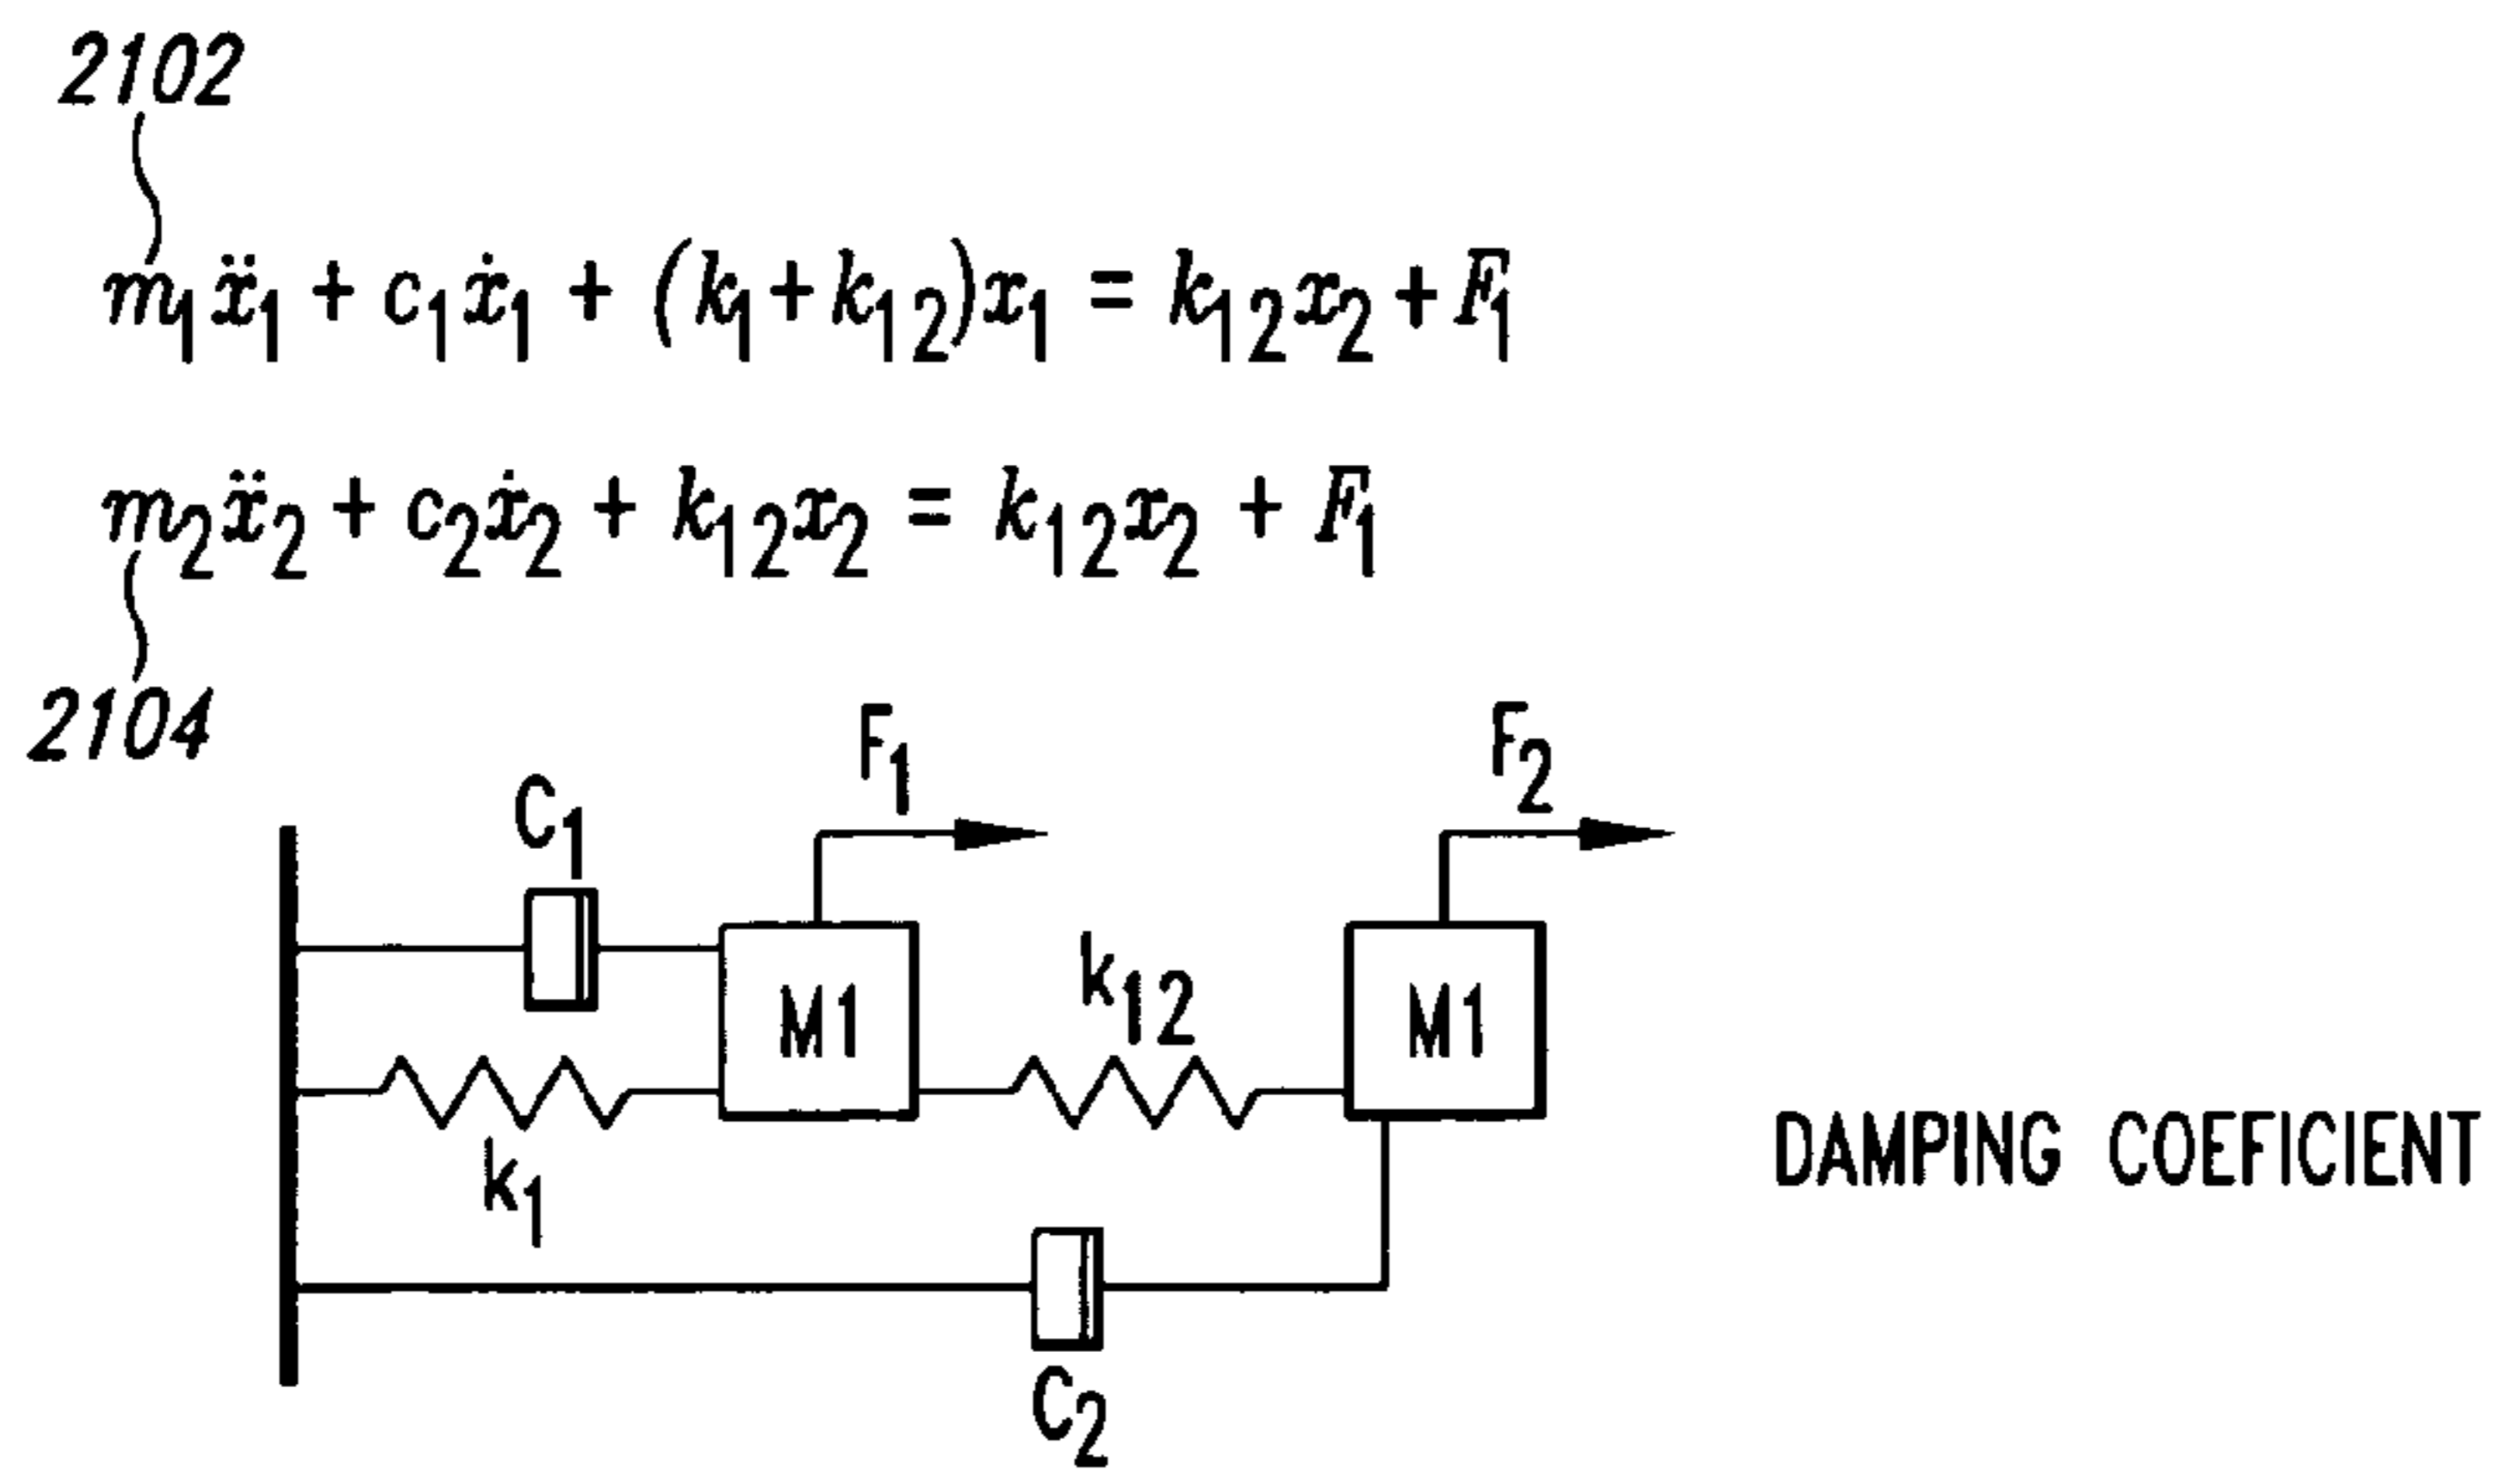 2102
m₁ẍ₁ + c₁ẋ₁ + (k₁ + k₁₂)x₁ = k₁₂x₂ + F₁
m₂ẍ₂ + c₂ẋ₂ + k₁₂x₂ = k₁₂x₂ + F₁
2104
F₁
F₂
C₁
M1
k₁₂
M1
k₁
DAMPING COEFICIENT
C₂